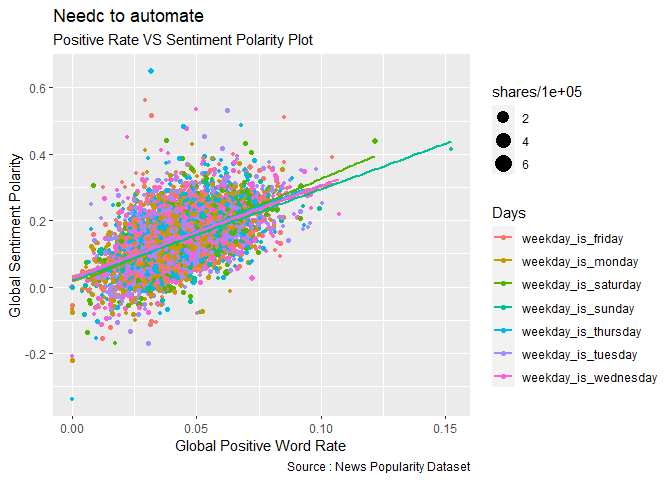 Needc to automate
Positive Rate VS Sentiment Polarity Plot
Global Sentiment Polarity
0.6
0.4
0.2
0.0
-0.2
0.00
0.05
0.10
0.15
Global Positive Word Rate
Source : News Popularity Dataset
shares/1e+05
2
4
6
Days
weekday_is_friday
weekday_is_monday
weekday_is_saturday
weekday_is_sunday
weekday_is_thursday
weekday_is_tuesday
weekday_is_wednesday